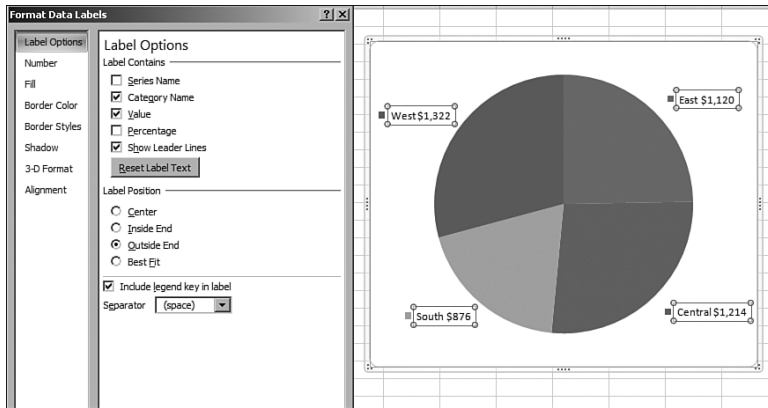 Format Data Labels
Label Options
Number
Fill
Border Color
Border Styles
Shadow
3-D Format
Alignment
Label Options
Label Contains
Series Name
Category Name
Value
Percentage
Show Leader Lines
Reset Label Text
Label Position
Center
Inside End
Outside End
Best Fit
Include legend key in label
Separator (space)
West $1,322
East $1,120
South $876
Central $1,214